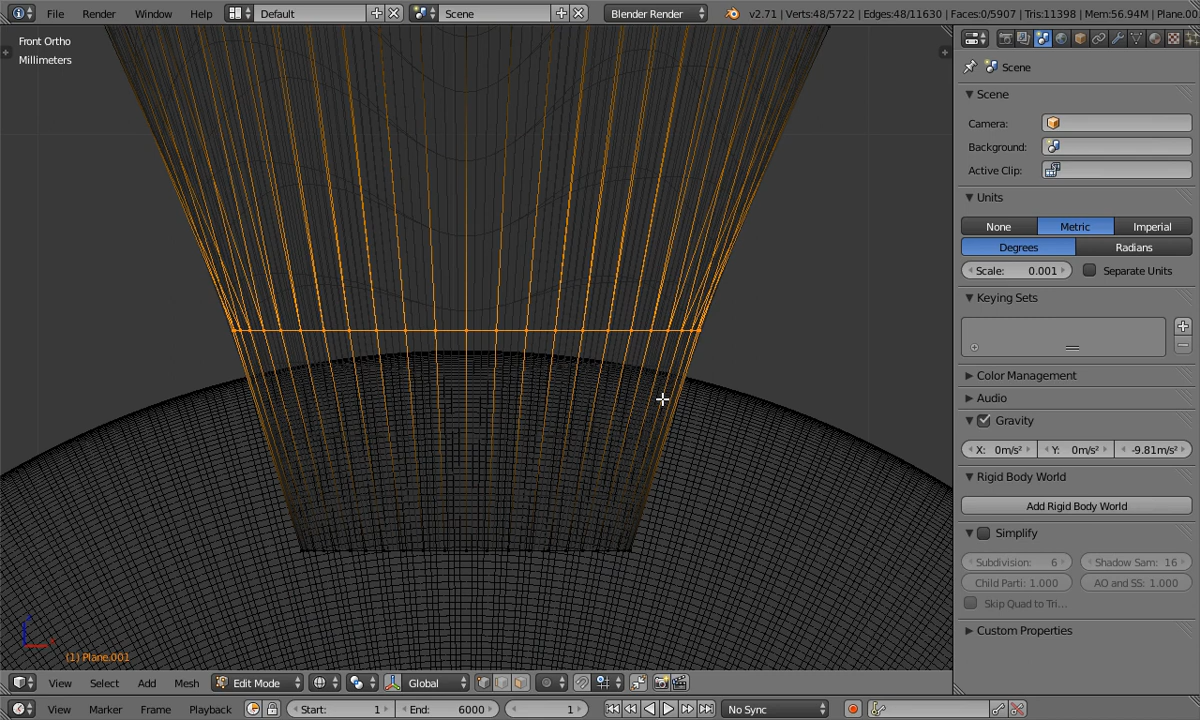 File Render Window Help Default Scene Blender Render v2.71 | Verts:48/5722 | Edges:48/11630 | Faces:0/5907 | Tris:11398 | Mem:56.94M | Plane.00
Front Ortho
Millimeters
Scene
Scene
Camera:
Background:
Active Clip:
Units
None Metric Imperial
Degrees Radians
Scale: 0.001 Separate Units
Keying Sets
Color Management
Audio
Gravity
X: 0m/s² Y: 0m/s² -9.81m/s²
Rigid Body World
Add Rigid Body World
Simplify
Subdivision: 6 Shadow Sam: 16
Child Parti: 1.000 AO and SS: 1.000
Skip Quad to Tri...
Custom Properties
(1) Plane.001
View Select Add Mesh Edit Mode Global
View Marker Frame Playback Start: 1 End: 6000 1 No Sync